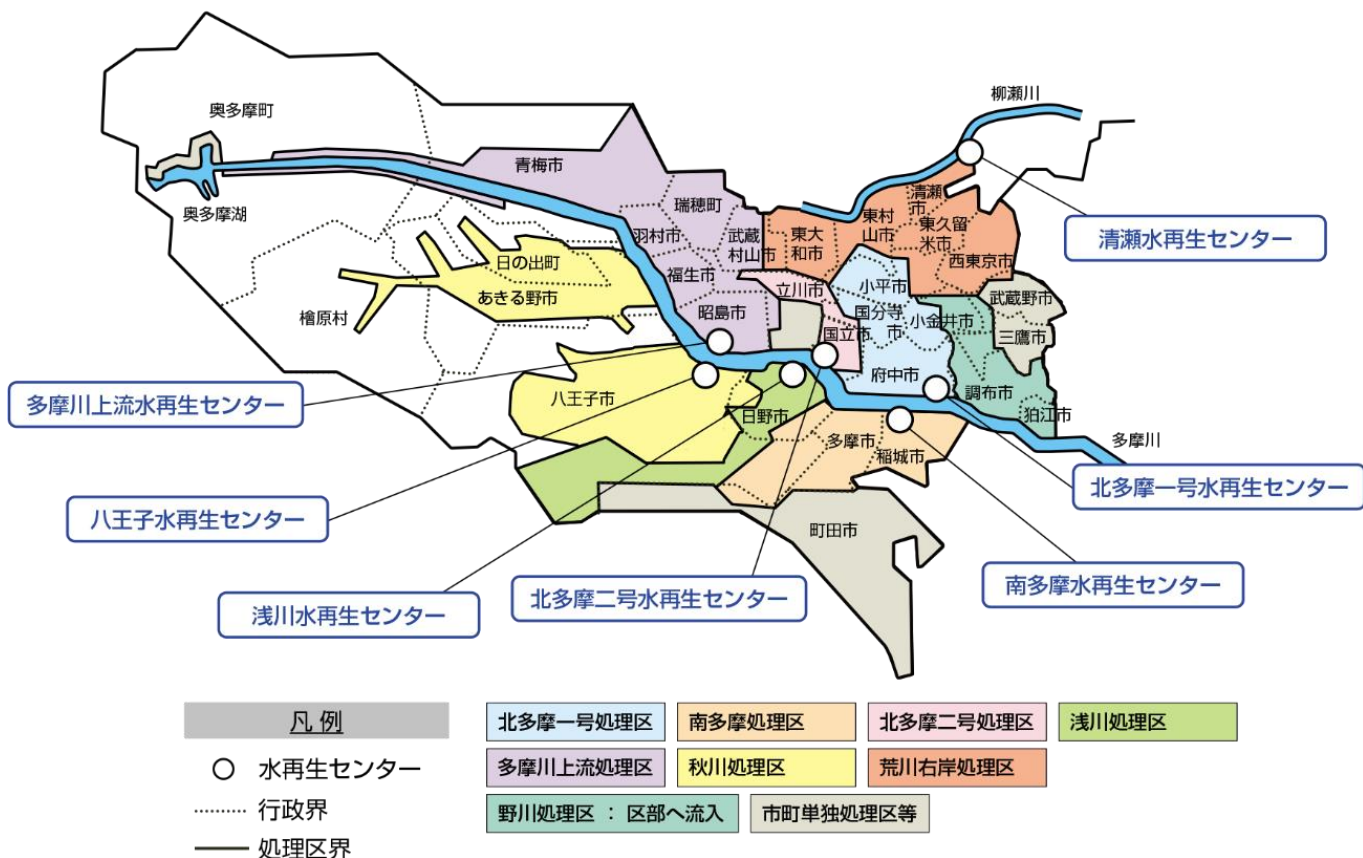 柳瀬川
奥多摩町
青梅市
奥多摩湖
瑞穂町
羽村市
武蔵
村山市
東大
和市
東村
山市
清瀬
市
東久留
米市
西東京市
清瀬水再生センター
日の出町
あきる野市
檜原村
福生市
昭島市
立川市
小平市
国分寺
市
小金井市
武蔵野市
三鷹市
国立市
府中市
調布市
狛江市
多摩川
多摩川上流水再生センター
八王子市
日野市
多摩市
稲城市
北多摩一号水再生センター
八王子水再生センター
町田市
浅川水再生センター
北多摩二号水再生センター
南多摩水再生センター
凡例
水再生センター
行政界
処理区界
北多摩一号処理区
南多摩処理区
北多摩二号処理区
浅川処理区
多摩川上流処理区
秋川処理区
荒川右岸処理区
野川処理区 : 区部へ流入
市町単独処理区等